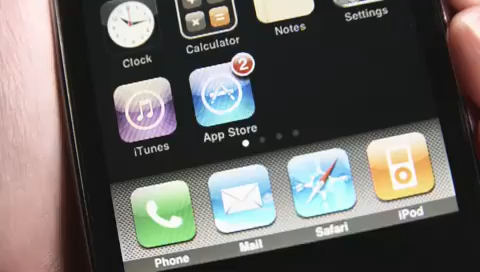 Clock
Calculator
Notes
Settings
iTunes
App Store
2
Phone
Mail
Safari
iPod